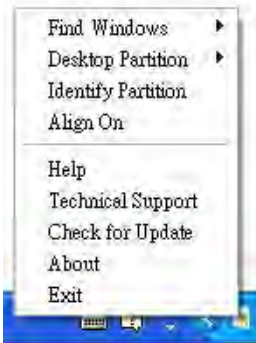 Find Windows
Desktop Partition
Identify Partition
Align On
Help
Technical Support
Check for Update
About
Exit